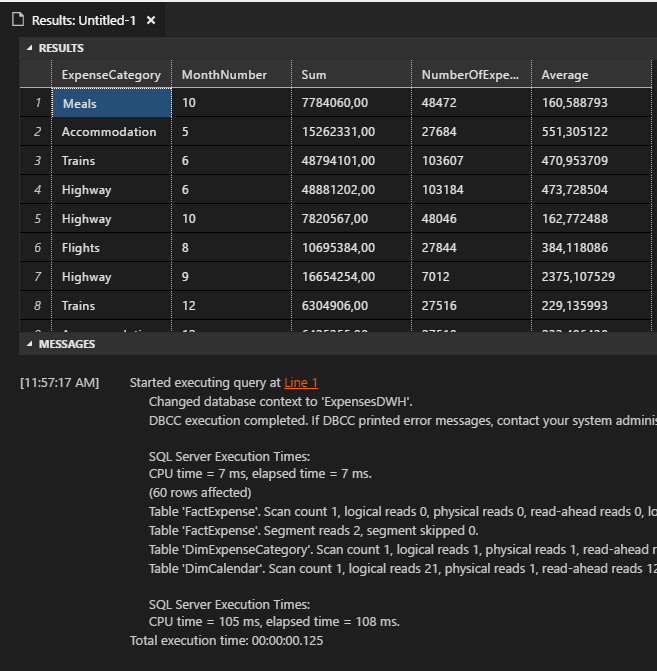 Results: Untitled-1 ×
RESULTS
ExpenseCategory MonthNumber Sum NumberOfExpe... Average
1 Meals 10 7784060,00 48472 160,588793
2 Accommodation 5 15262331,00 27684 551,305122
3 Trains 6 48794101,00 103607 470,953709
4 Highway 6 48881202,00 103184 473,728504
5 Highway 10 7820567,00 48046 162,772488
6 Flights 8 10695384,00 27844 384,118086
7 Highway 9 16654254,00 7012 2375,107529
8 Trains 12 6304906,00 27516 229,135993
MESSAGES
[11:57:17 AM] Started executing query at Line 1
Changed database context to 'ExpensesDWH'.
DBCC execution completed. If DBCC printed error messages, contact your system adminis
SQL Server Execution Times:
CPU time = 7 ms, elapsed time = 7 ms.
(60 rows affected)
Table 'FactExpense'. Scan count 1, logical reads 0, physical reads 0, read-ahead reads 0, lo
Table 'FactExpense'. Segment reads 2, segment skipped 0.
Table 'DimExpenseCategory'. Scan count 1, logical reads 1, physical reads 1, read-ahead r
Table 'DimCalendar'. Scan count 1, logical reads 21, physical reads 1, read-ahead reads 12
SQL Server Execution Times:
CPU time = 105 ms, elapsed time = 108 ms.
Total execution time: 00:00:00.125